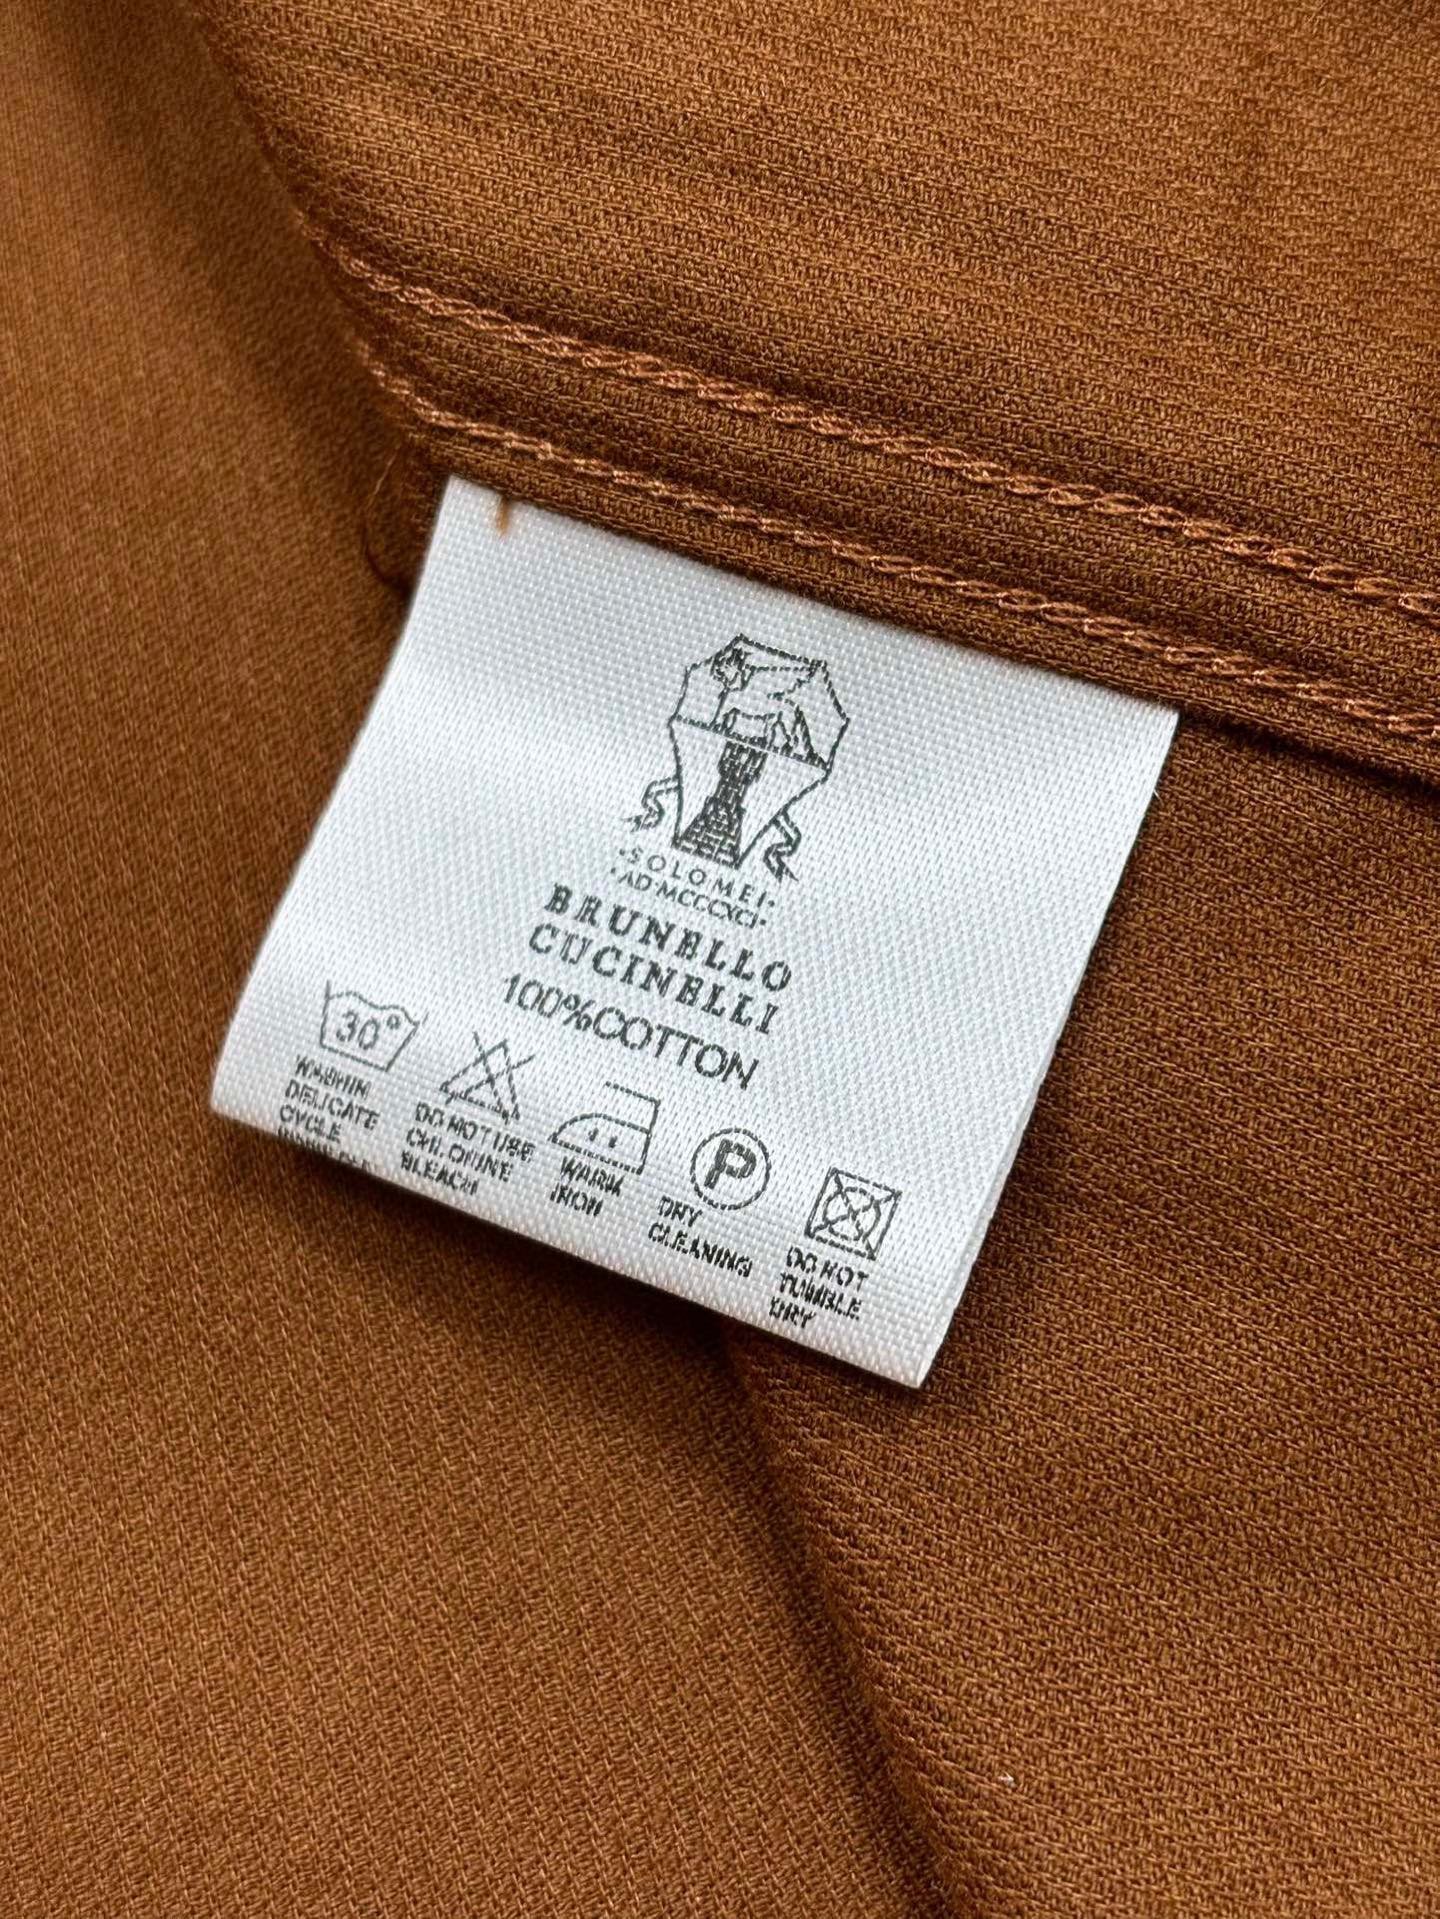 ·SOLOMEI·
·AD·MCCCXCI·
BRUNELLO
CUCINELLI
100%COTTON
30°
WASH IN
DELICATE
CYCLE
DO NOT USE
CHLORINE
BLEACH
WARM
IRON
P
DRY
CLEANING
DO NOT
TUMBLE
DRY